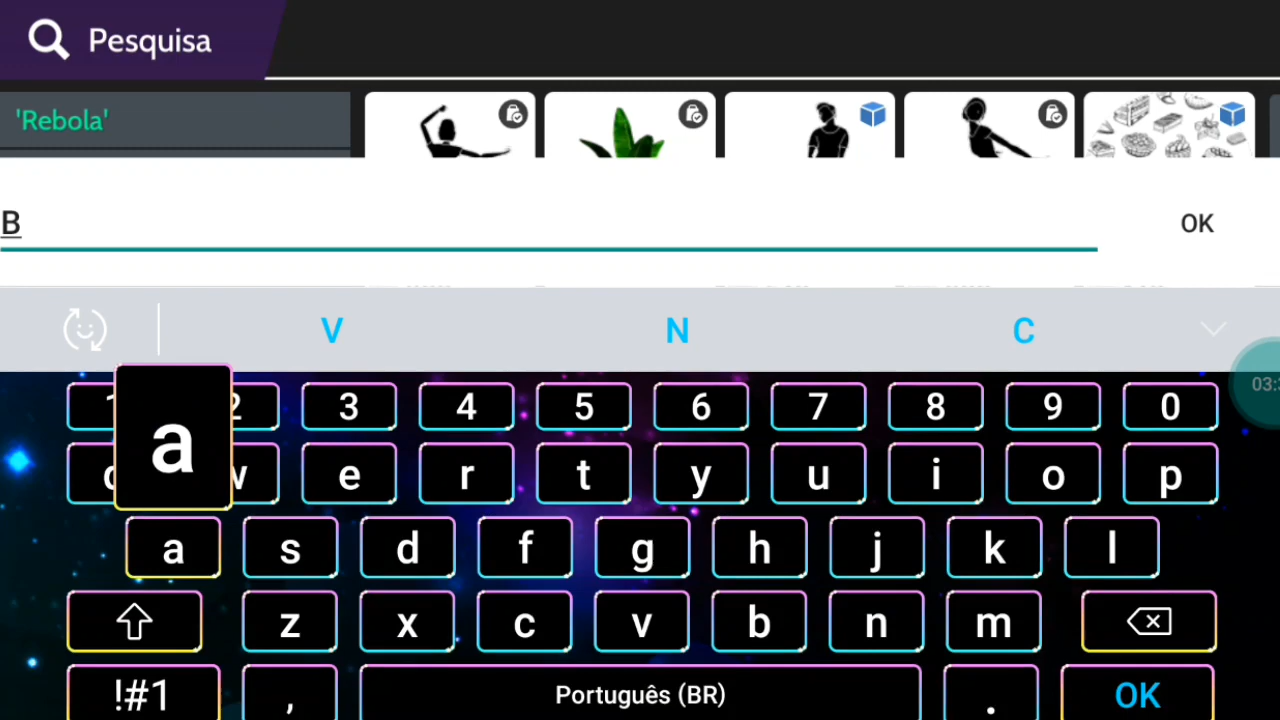 Pesquisa
'Rebola'
B
OK
V N C
3 4 5 6 7 8 9 0
a
e r t y u i o p
a s d f g h j k l
z x c v b n m
!#1 , Português (BR) . OK